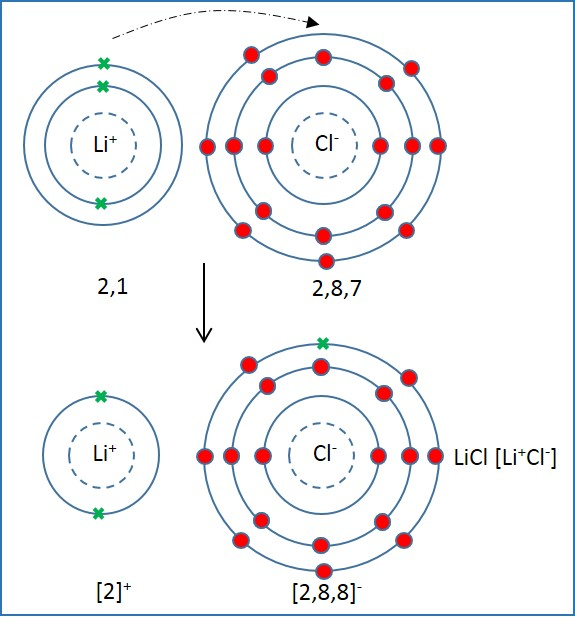 Li⁺ Cl⁻
2,1 2,8,7
Li⁺ Cl⁻ LiCl [Li⁺Cl⁻]
[2]⁺ [2,8,8]⁻